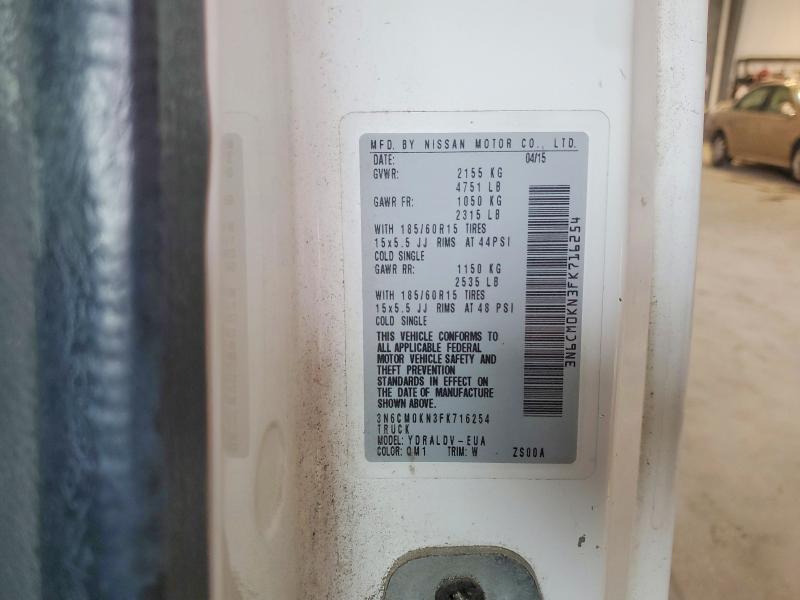 MFD. BY NISSAN MOTOR CO., LTD.
DATE: 04/15
GVWR: 2155 KG
4751 LB
GAWR FR: 1050 KG
2315 LB
WITH 185/60R15 TIRES
15x5.5 JJ RIMS AT 44PSI
COLD SINGLE
GAWR RR: 1150 KG
2535 LB
WITH 185/60R15 TIRES
15x5.5 JJ RIMS AT 48 PSI
COLD SINGLE
THIS VEHICLE CONFORMS TO
ALL APPLICABLE FEDERAL
MOTOR VEHICLE SAFETY AND
THEFT PREVENTION
STANDARDS IN EFFECT ON
THE DATE OF MANUFACTURE
SHOWN ABOVE.
3N6CM0KN3FK716254
TRUCK
MODEL: YDRALDV-EUA
COLOR: QM1 TRIM: W ZS00A
3N6CM0KN3FK716254